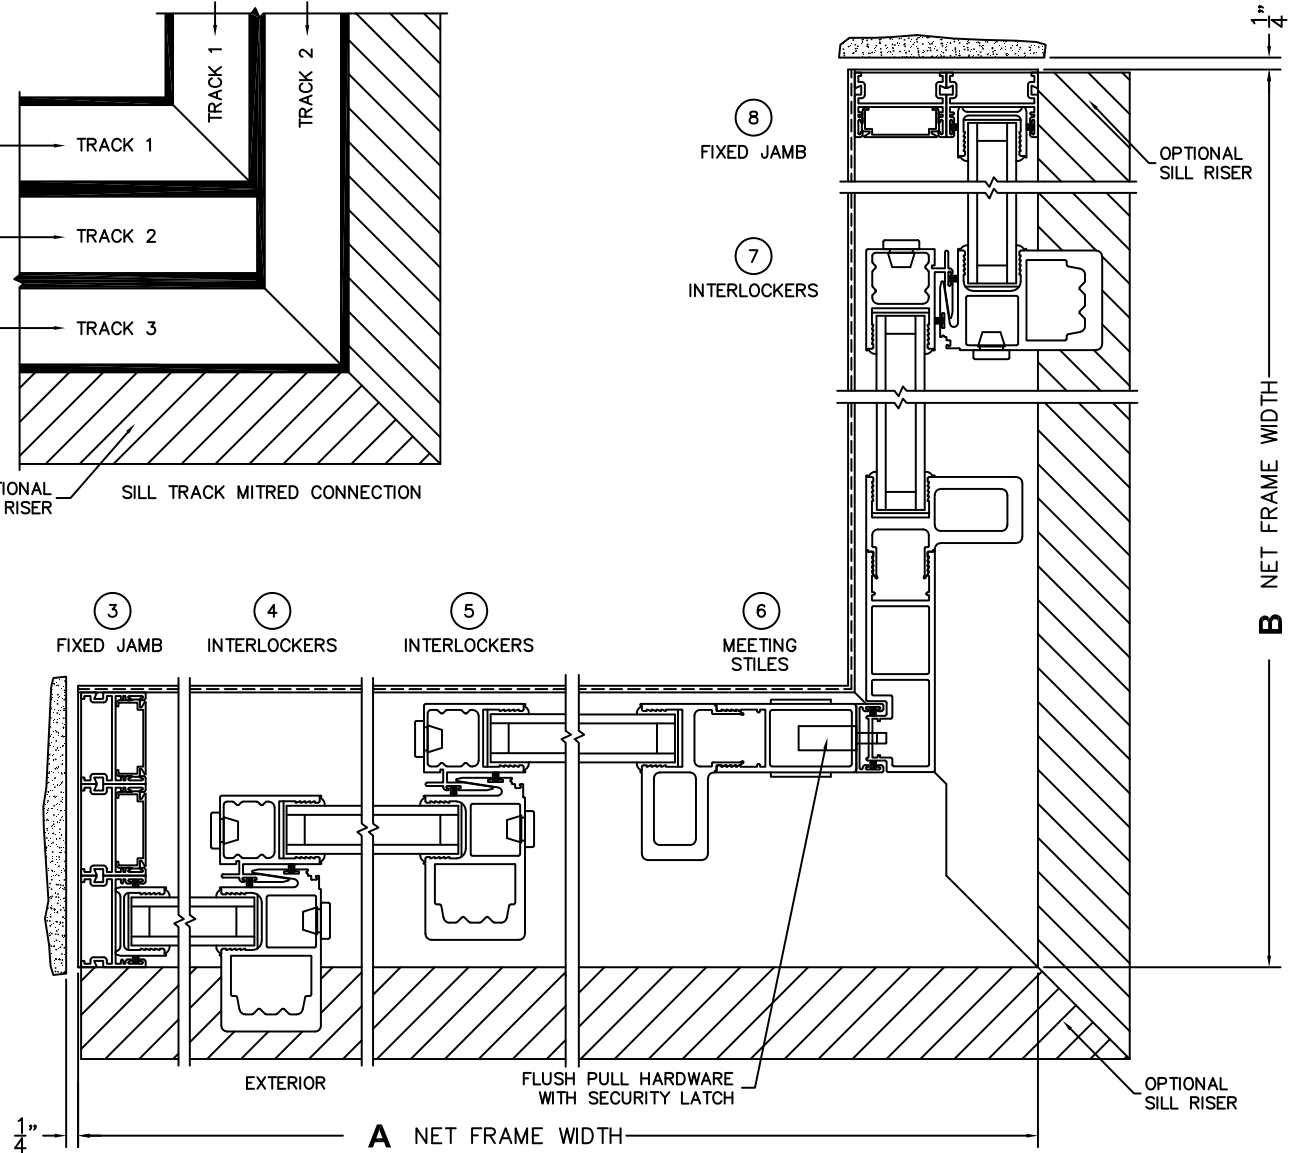 TRACK 1
TRACK 2
TRACK 1
TRACK 2
TRACK 3
RISER
SILL TRACK MITRED CONNECTION
1"
4
8
FIXED JAMB
OPTIONAL
SILL RISER
7
INTERLOCKERS
B NET FRAME WIDTH
3
FIXED JAMB
4
INTERLOCKERS
5
INTERLOCKERS
6
MEETING
STILES
EXTERIOR
FLUSH PULL HARDWARE
WITH SECURITY LATCH
OPTIONAL
SILL RISER
1"
4
A NET FRAME WIDTH